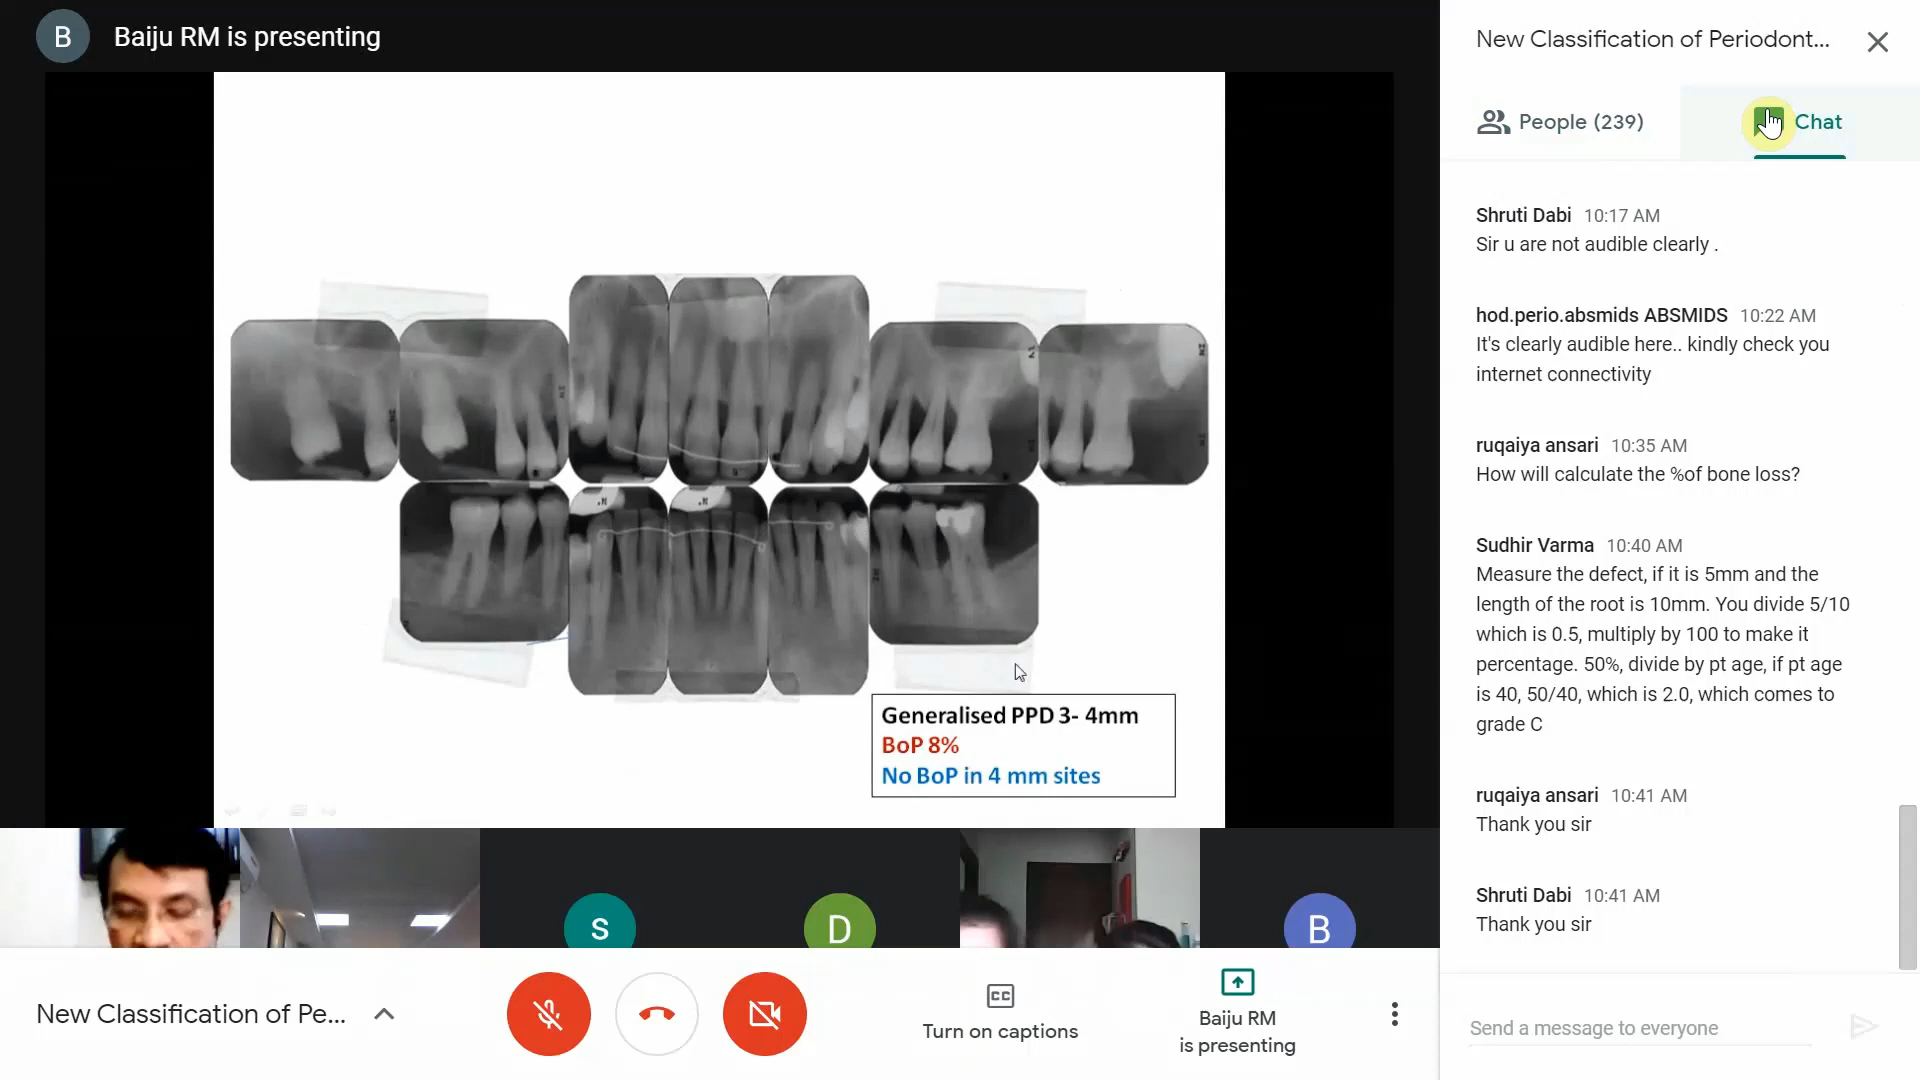 B
Baiju RM is presenting
New Classification of Periodont...
People (239)
Chat
Shruti Dabi 10:17 AM
Sir u are not audible clearly .
hod.perio.absmids ABSMIDS 10:22 AM
It's clearly audible here.. kindly check you
internet connectivity
ruqaiya ansari 10:35 AM
How will calculate the %of bone loss?
Sudhir Varma 10:40 AM
Measure the defect, if it is 5mm and the
length of the root is 10mm. You divide 5/10
which is 0.5, multiply by 100 to make it
percentage. 50%, divide by pt age, if pt age
is 40, 50/40, which is 2.0, which comes to
grade C
ruqaiya ansari 10:41 AM
Thank you sir
Shruti Dabi 10:41 AM
Thank you sir
Send a message to everyone
Generalised PPD 3- 4mm
BoP 8%
No BoP in 4 mm sites
S
D
B
New Classification of Pe...
CC
Turn on captions
Baiju RM
is presenting